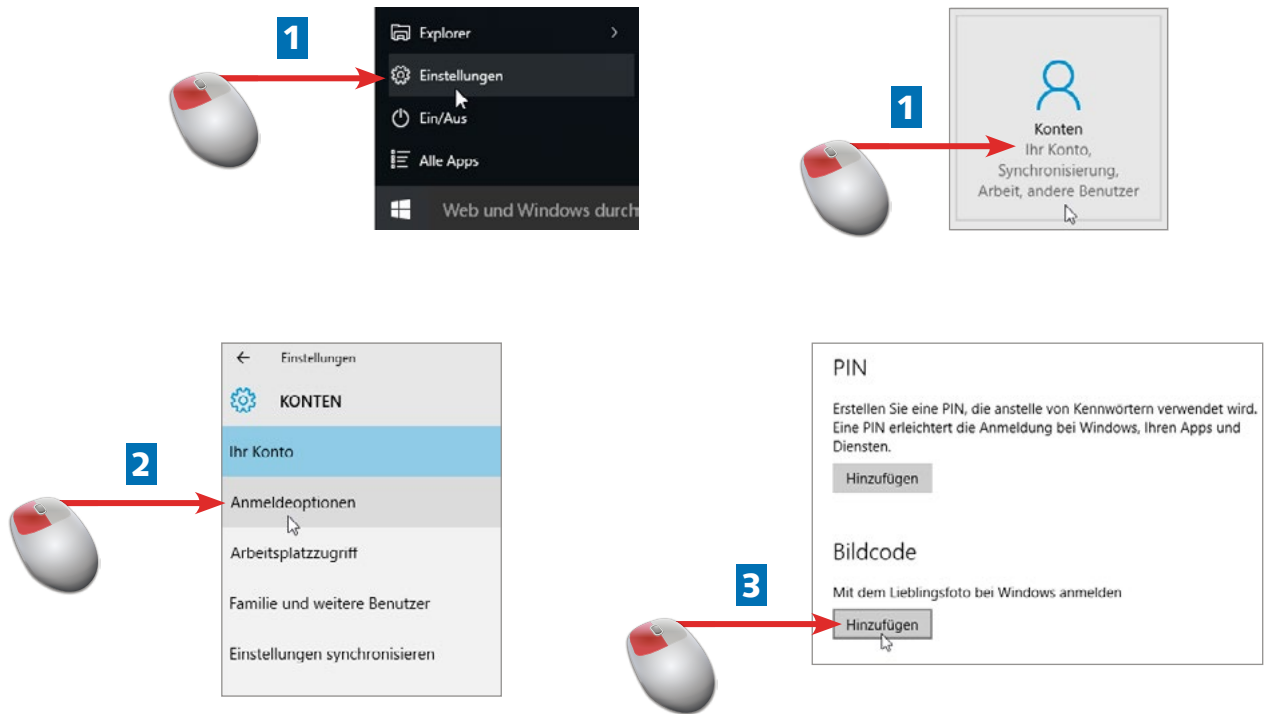 1
Explorer
Einstellungen
Ein/Aus
Alle Apps
Web und Windows durch
1
Konten
Ihr Konto,
Synchronisierung,
Arbeit, andere Benutzer
2
Einstellungen
KONTEN
Ihr Konto
Anmeldeoptionen
Arbeitsplatzzugriff
Familie und weitere Benutzer
Einstellungen synchronisieren
3
PIN
Erstellen Sie eine PIN, die anstelle von Kennwörtern verwendet wird.
Eine PIN erleichtert die Anmeldung bei Windows, Ihren Apps und
Diensten.
Hinzufügen
Bildcode
Mit dem Lieblingsfoto bei Windows anmelden
Hinzufügen